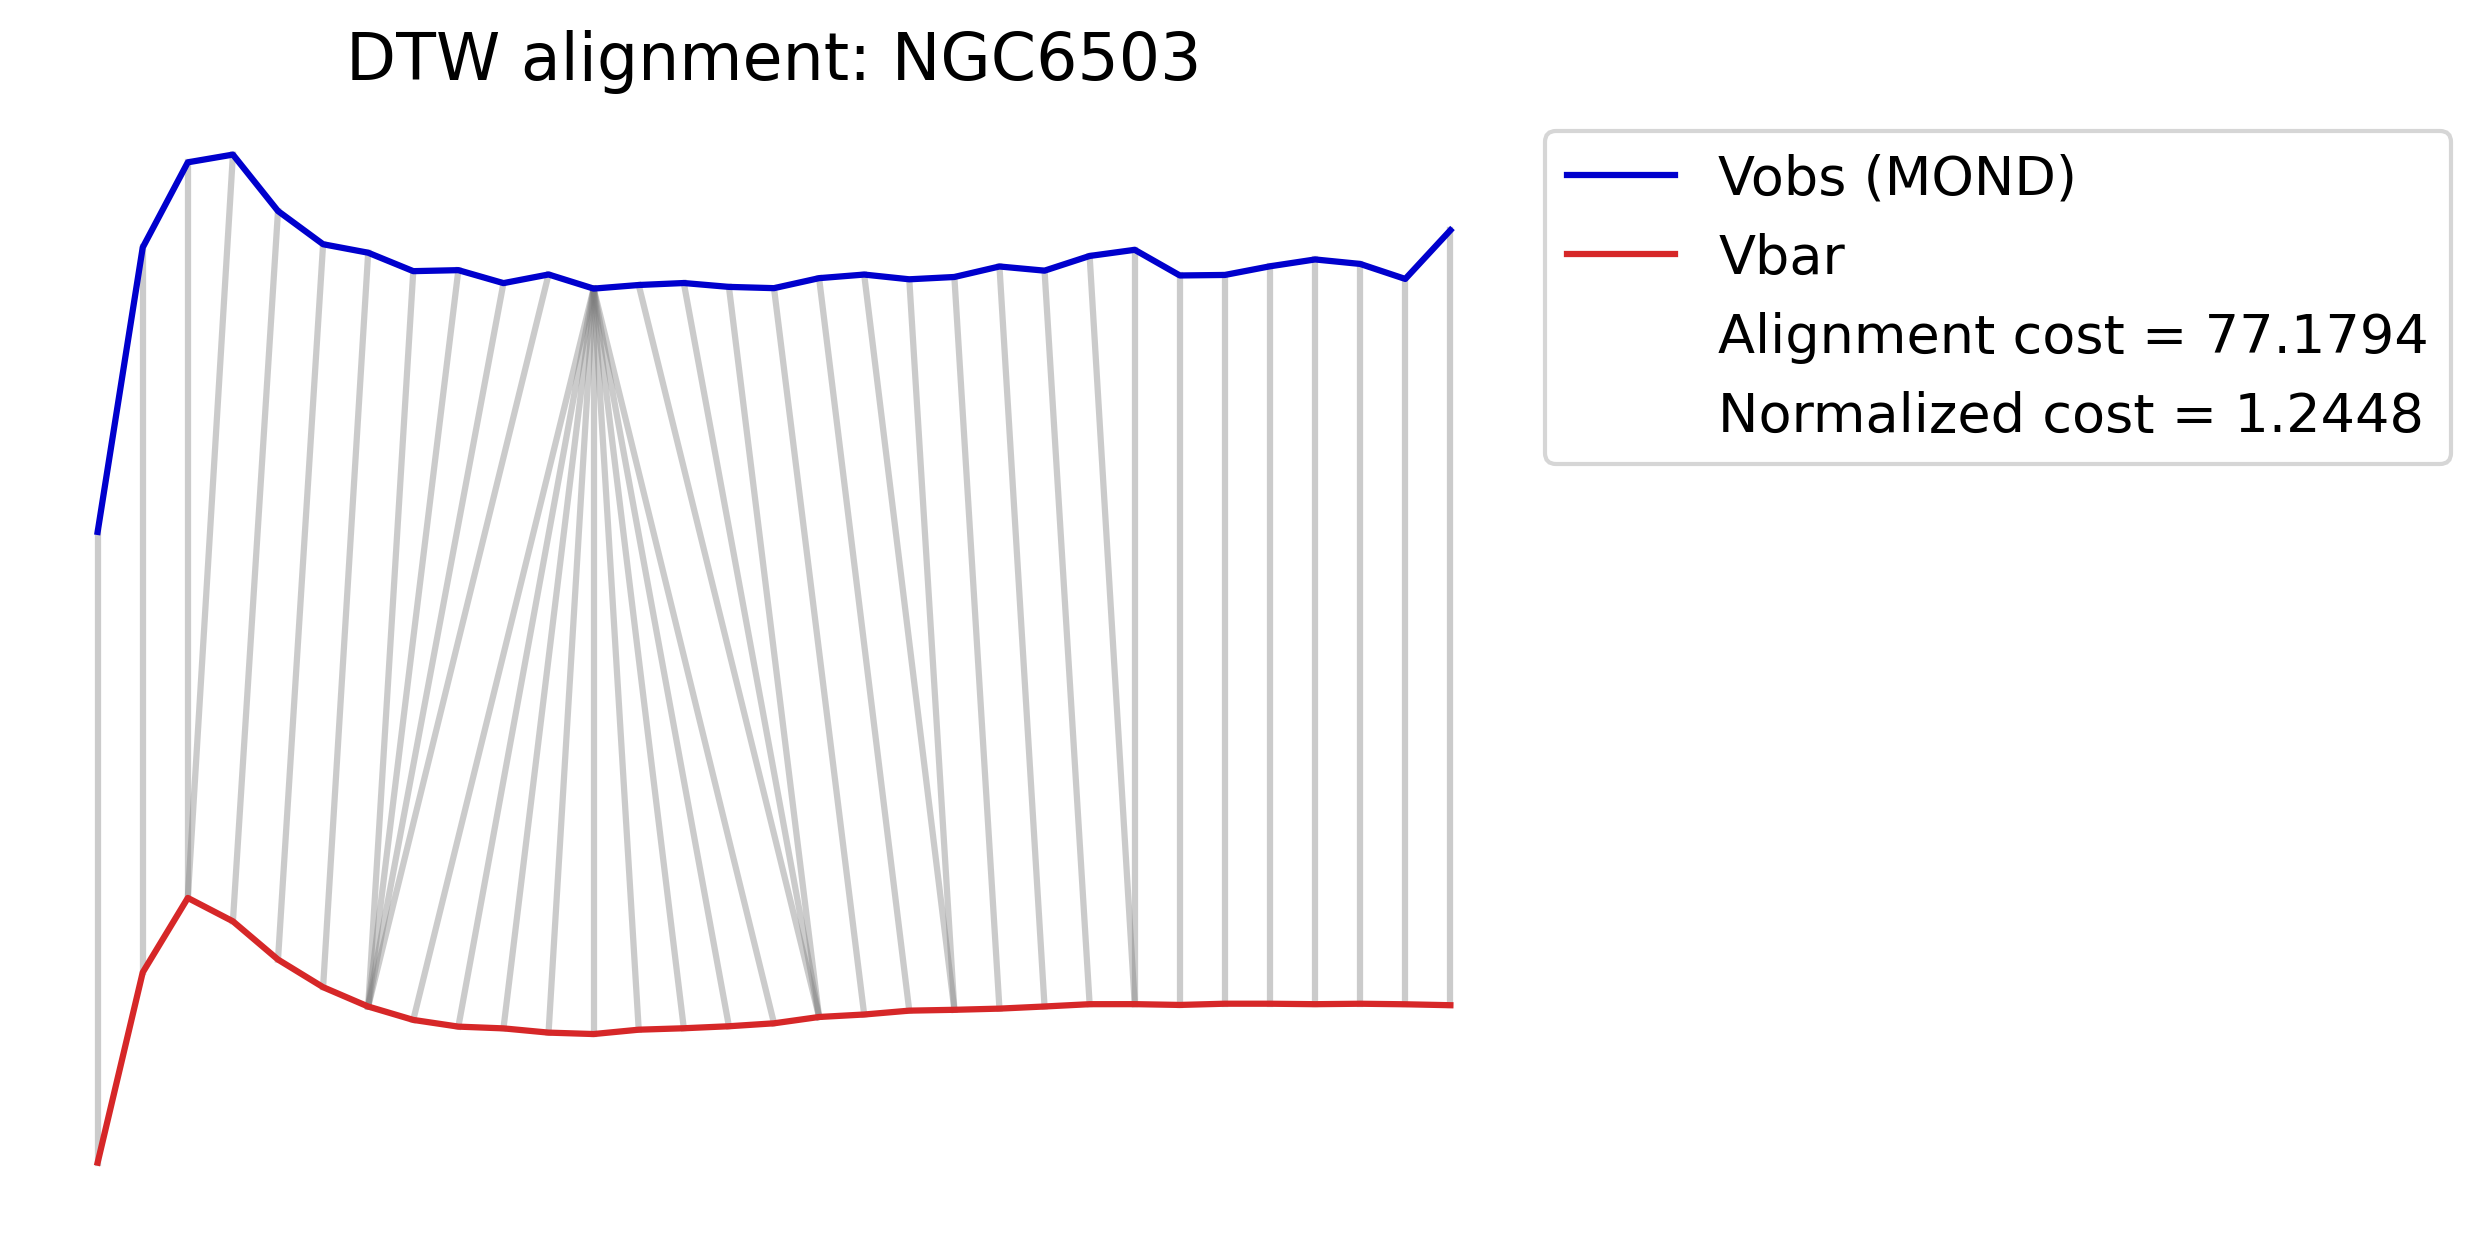 DTW alignment: NGC6503
Vobs (MOND)
Vbar
Alignment cost = 77.1794
Normalized cost = 1.2448